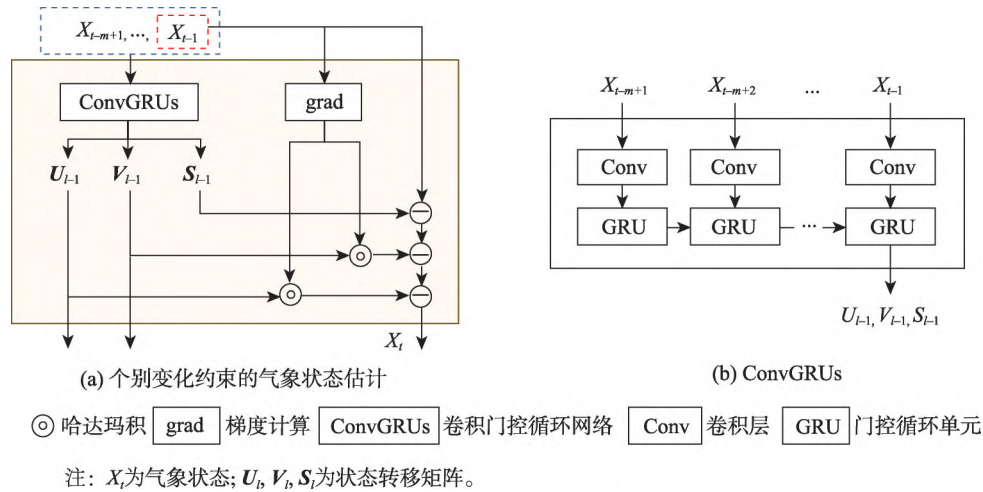 X_{t-m+1}, ..., X_{t-1}
ConvGRUs
grad
U_{l-1} V_{l-1} S_{l-1}
X_t
(a) 个别变化约束的气象状态估计
X_{t-m+1} X_{t-m+2} ... X_{t-1}
Conv Conv Conv
GRU GRU ... GRU
U_{l-1}, V_{l-1}, S_{l-1}
(b) ConvGRUs
哈达玛积 grad 梯度计算 ConvGRUs 卷积门控循环网络 Conv 卷积层 GRU 门控循环单元
注: X_t为气象状态; U_l, V_l, S_l为状态转移矩阵。